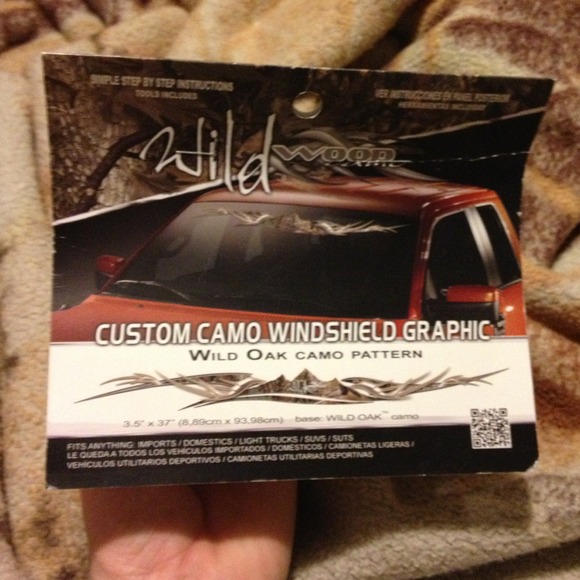 SIMPLE STEP BY STEP INSTRUCTIONS
TOOLS INCLUDED
VER INSTRUCCIONES EN PANEL POSTERIOR
HERRAMIENTAS INCLUIDAS
Wild WOOD
CUSTOM CAMO WINDSHIELD GRAPHIC
WILD OAK CAMO PATTERN
3.5" x 37" (8,89cm x 93,98cm) base: WILD OAK™ camo
FITS ANYTHING: IMPORTS / DOMESTICS / LIGHT TRUCKS / SUVS / SUTS
LE QUEDA A TODOS LOS VEHICULOS IMPORTADOS / DOMESTICOS / CAMIONETAS LIGERAS /
VEHÍCULOS UTILITARIOS DEPORTIVOS / CAMIONETAS UTILITARIAS DEPORTIVAS